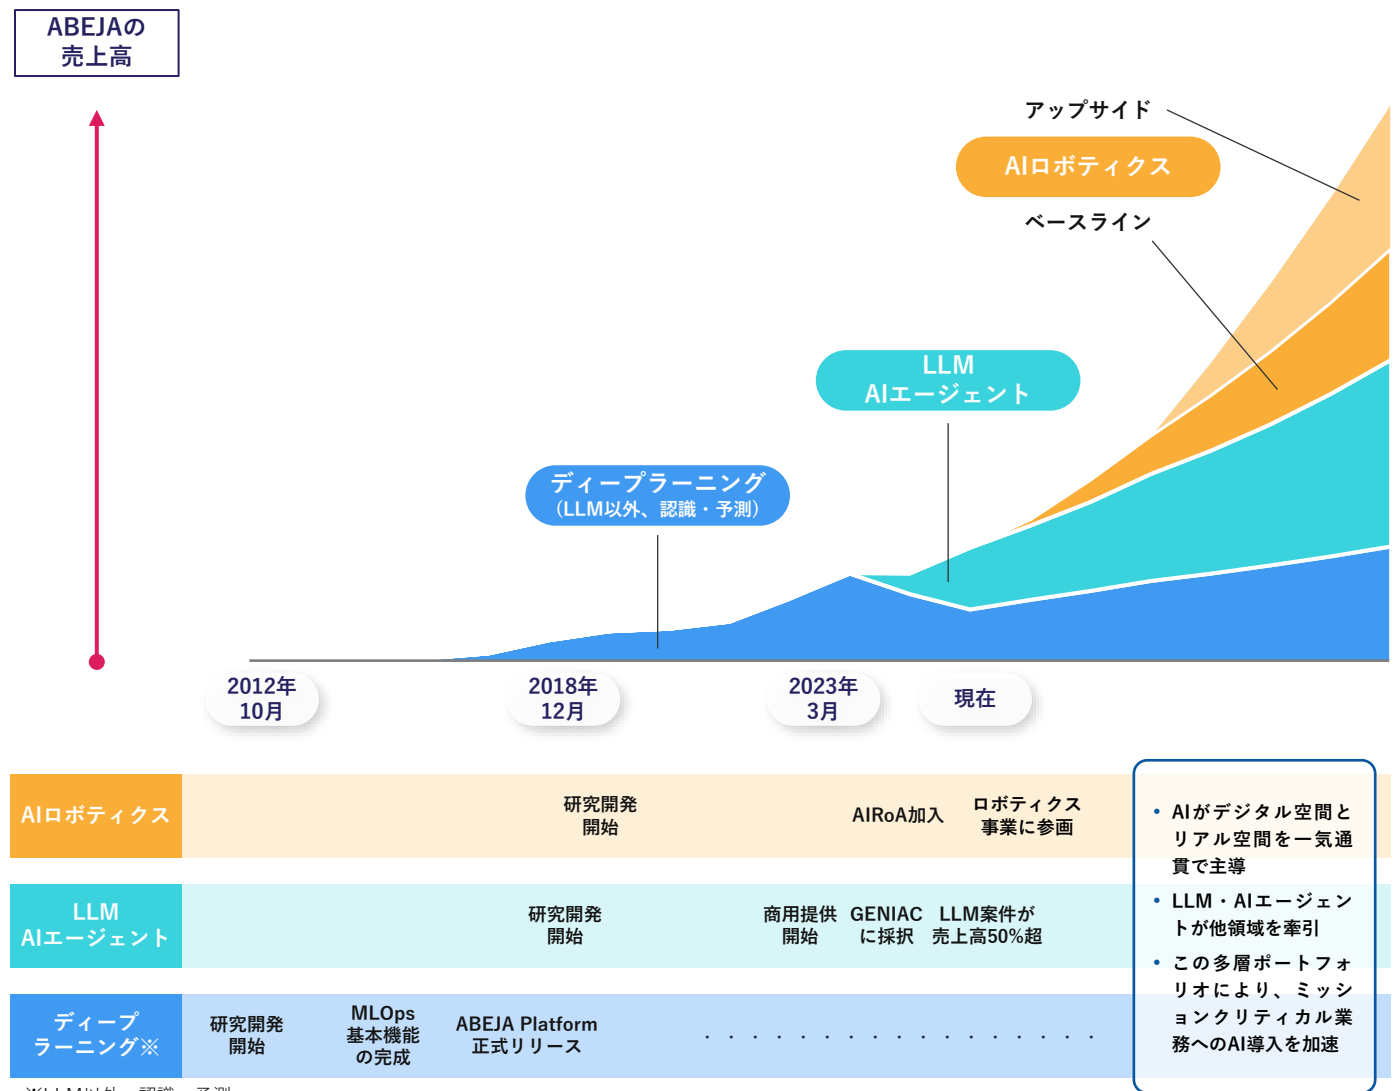 ABEJAの
売上高
アップサイド
AIロボティクス
ベースライン
LLM
AIエージェント
ディープラーニング
（LLM以外、認識・予測）
2012年
10月
2018年
12月
2023年
3月
現在
AIロボティクス
研究開発
開始
AIRoA加入
ロボティクス
事業に参画
LLM
AIエージェント
研究開発
開始
商用提供
開始
GENIAC
に採択
LLM案件が
売上高50%超
ディープ
ラーニング※
研究開発
開始
MLOps
基本機能
の完成
ABEJA Platform
正式リリース
・・・・・・・・・・・・・・・・・
• AIがデジタル空間と
リアル空間を一気通
貫で主導
• LLM・AIエージェン
トが他領域を牽引
• この多層ポートフォ
リオにより、ミッシ
ョンクリティカル業
務へのAI導入を加速
※LLM以外、認識・予測